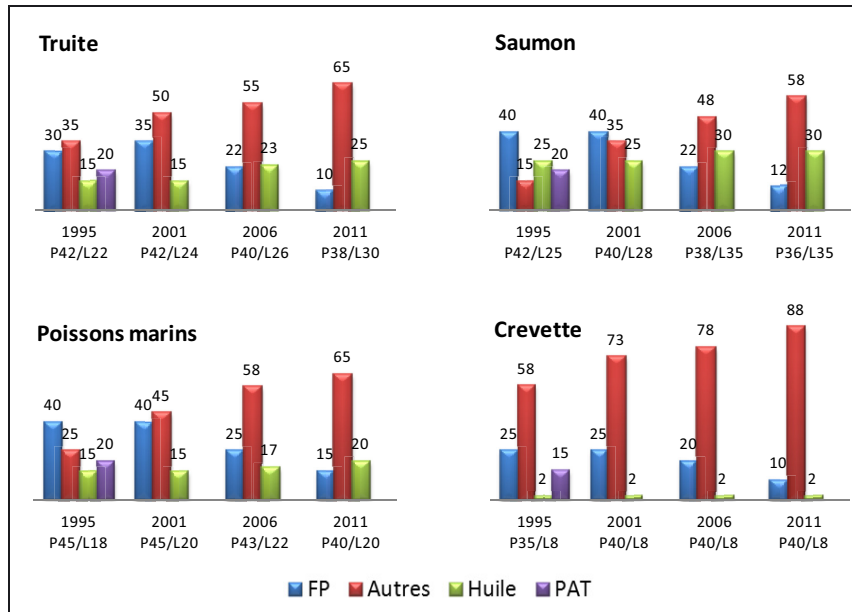 Truite
30 35 15 20
35 50 15
22 55 23
10 65 25
1995 2001 2006 2011
P42/L22 P42/L24 P40/L26 P38/L30
Saumon
40 15 25 20
40 35 25
22 48 30
12 58 30
1995 2001 2006 2011
P42/L25 P40/L28 P38/L35 P36/L35
Poissons marins
40 25 15 20
40 45 15
25 58 17
15 65 20
1995 2001 2006 2011
P45/L18 P45/L20 P43/L22 P40/L20
Crevette
25 58 2 15
25 73 2
20 78 2
10 88 2
1995 2001 2006 2011
P35/L8 P40/L8 P40/L8 P40/L8
FP Autres Huile PAT